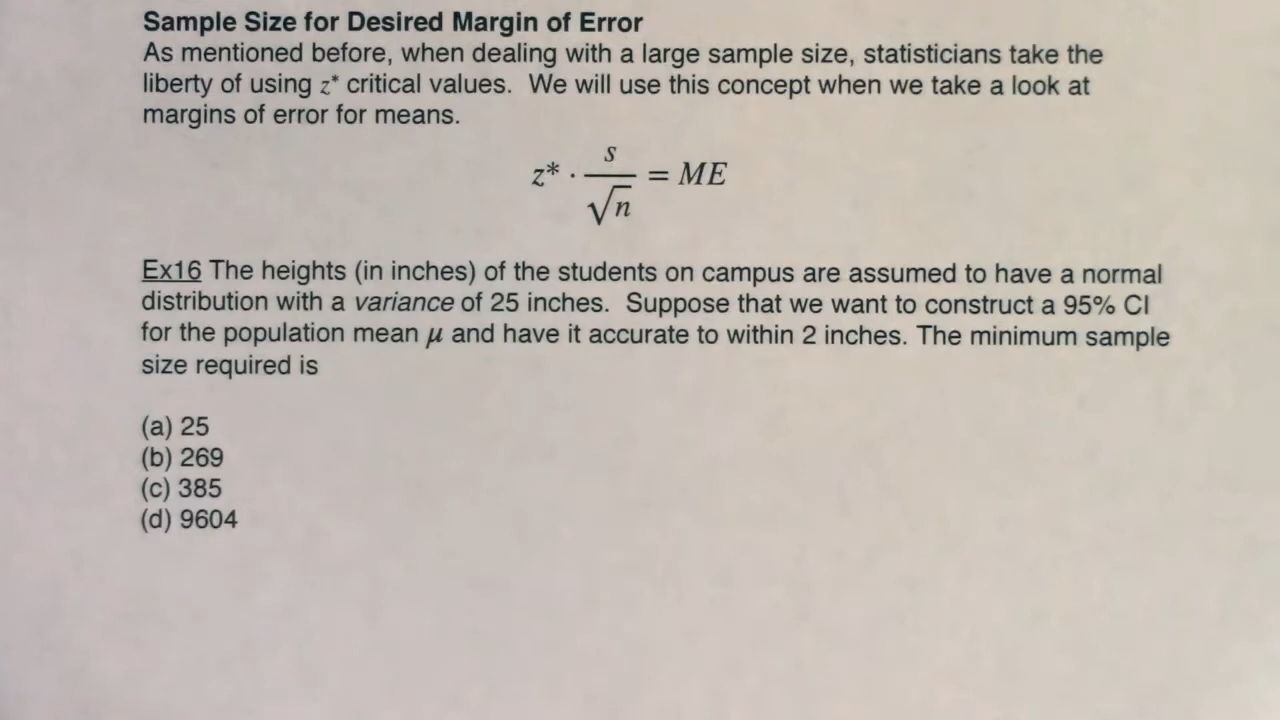 Sample Size for Desired Margin of Error
As mentioned before, when dealing with a large sample size, statisticians take the
liberty of using z* critical values. We will use this concept when we take a look at
margins of error for means.
z* · s/√n = ME
Ex16 The heights (in inches) of the students on campus are assumed to have a normal
distribution with a variance of 25 inches. Suppose that we want to construct a 95% CI
for the population mean μ and have it accurate to within 2 inches. The minimum sample
size required is
(a) 25
(b) 269
(c) 385
(d) 9604